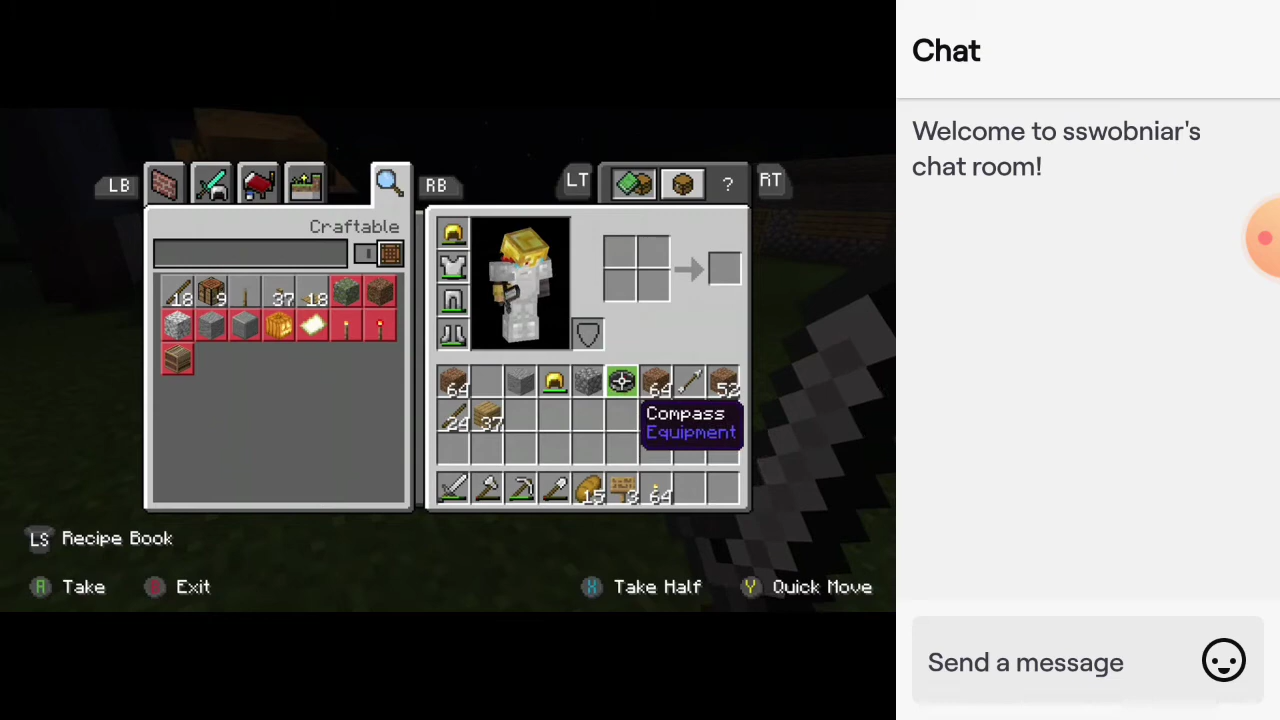 Chat
Welcome to sswobniar's
chat room!
LB
RB
LT
?
RT
Craftable
18
9
37
18
64
64
52
24
37
Compass
Equipment
15
3
64
LS Recipe Book
A Take
Exit
X Take Half
Y Quick Move
Send a message